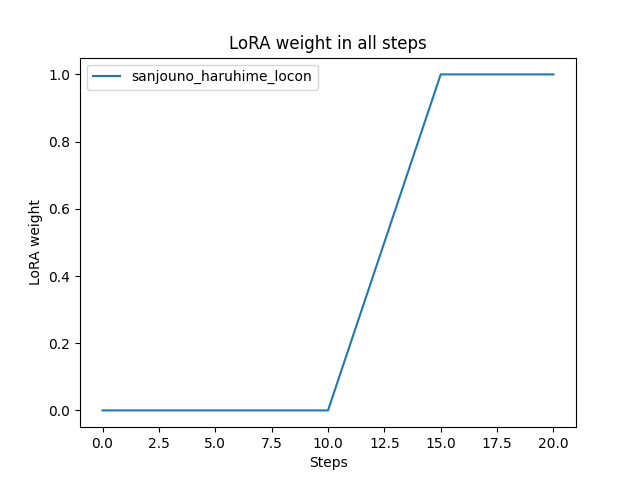 LoRA weight in all steps
sanjouno_haruhime_locon
1.0
0.8
0.6
0.4
0.2
0.0
LoRA weight
0.0 2.5 5.0 7.5 10.0 12.5 15.0 17.5 20.0
Steps